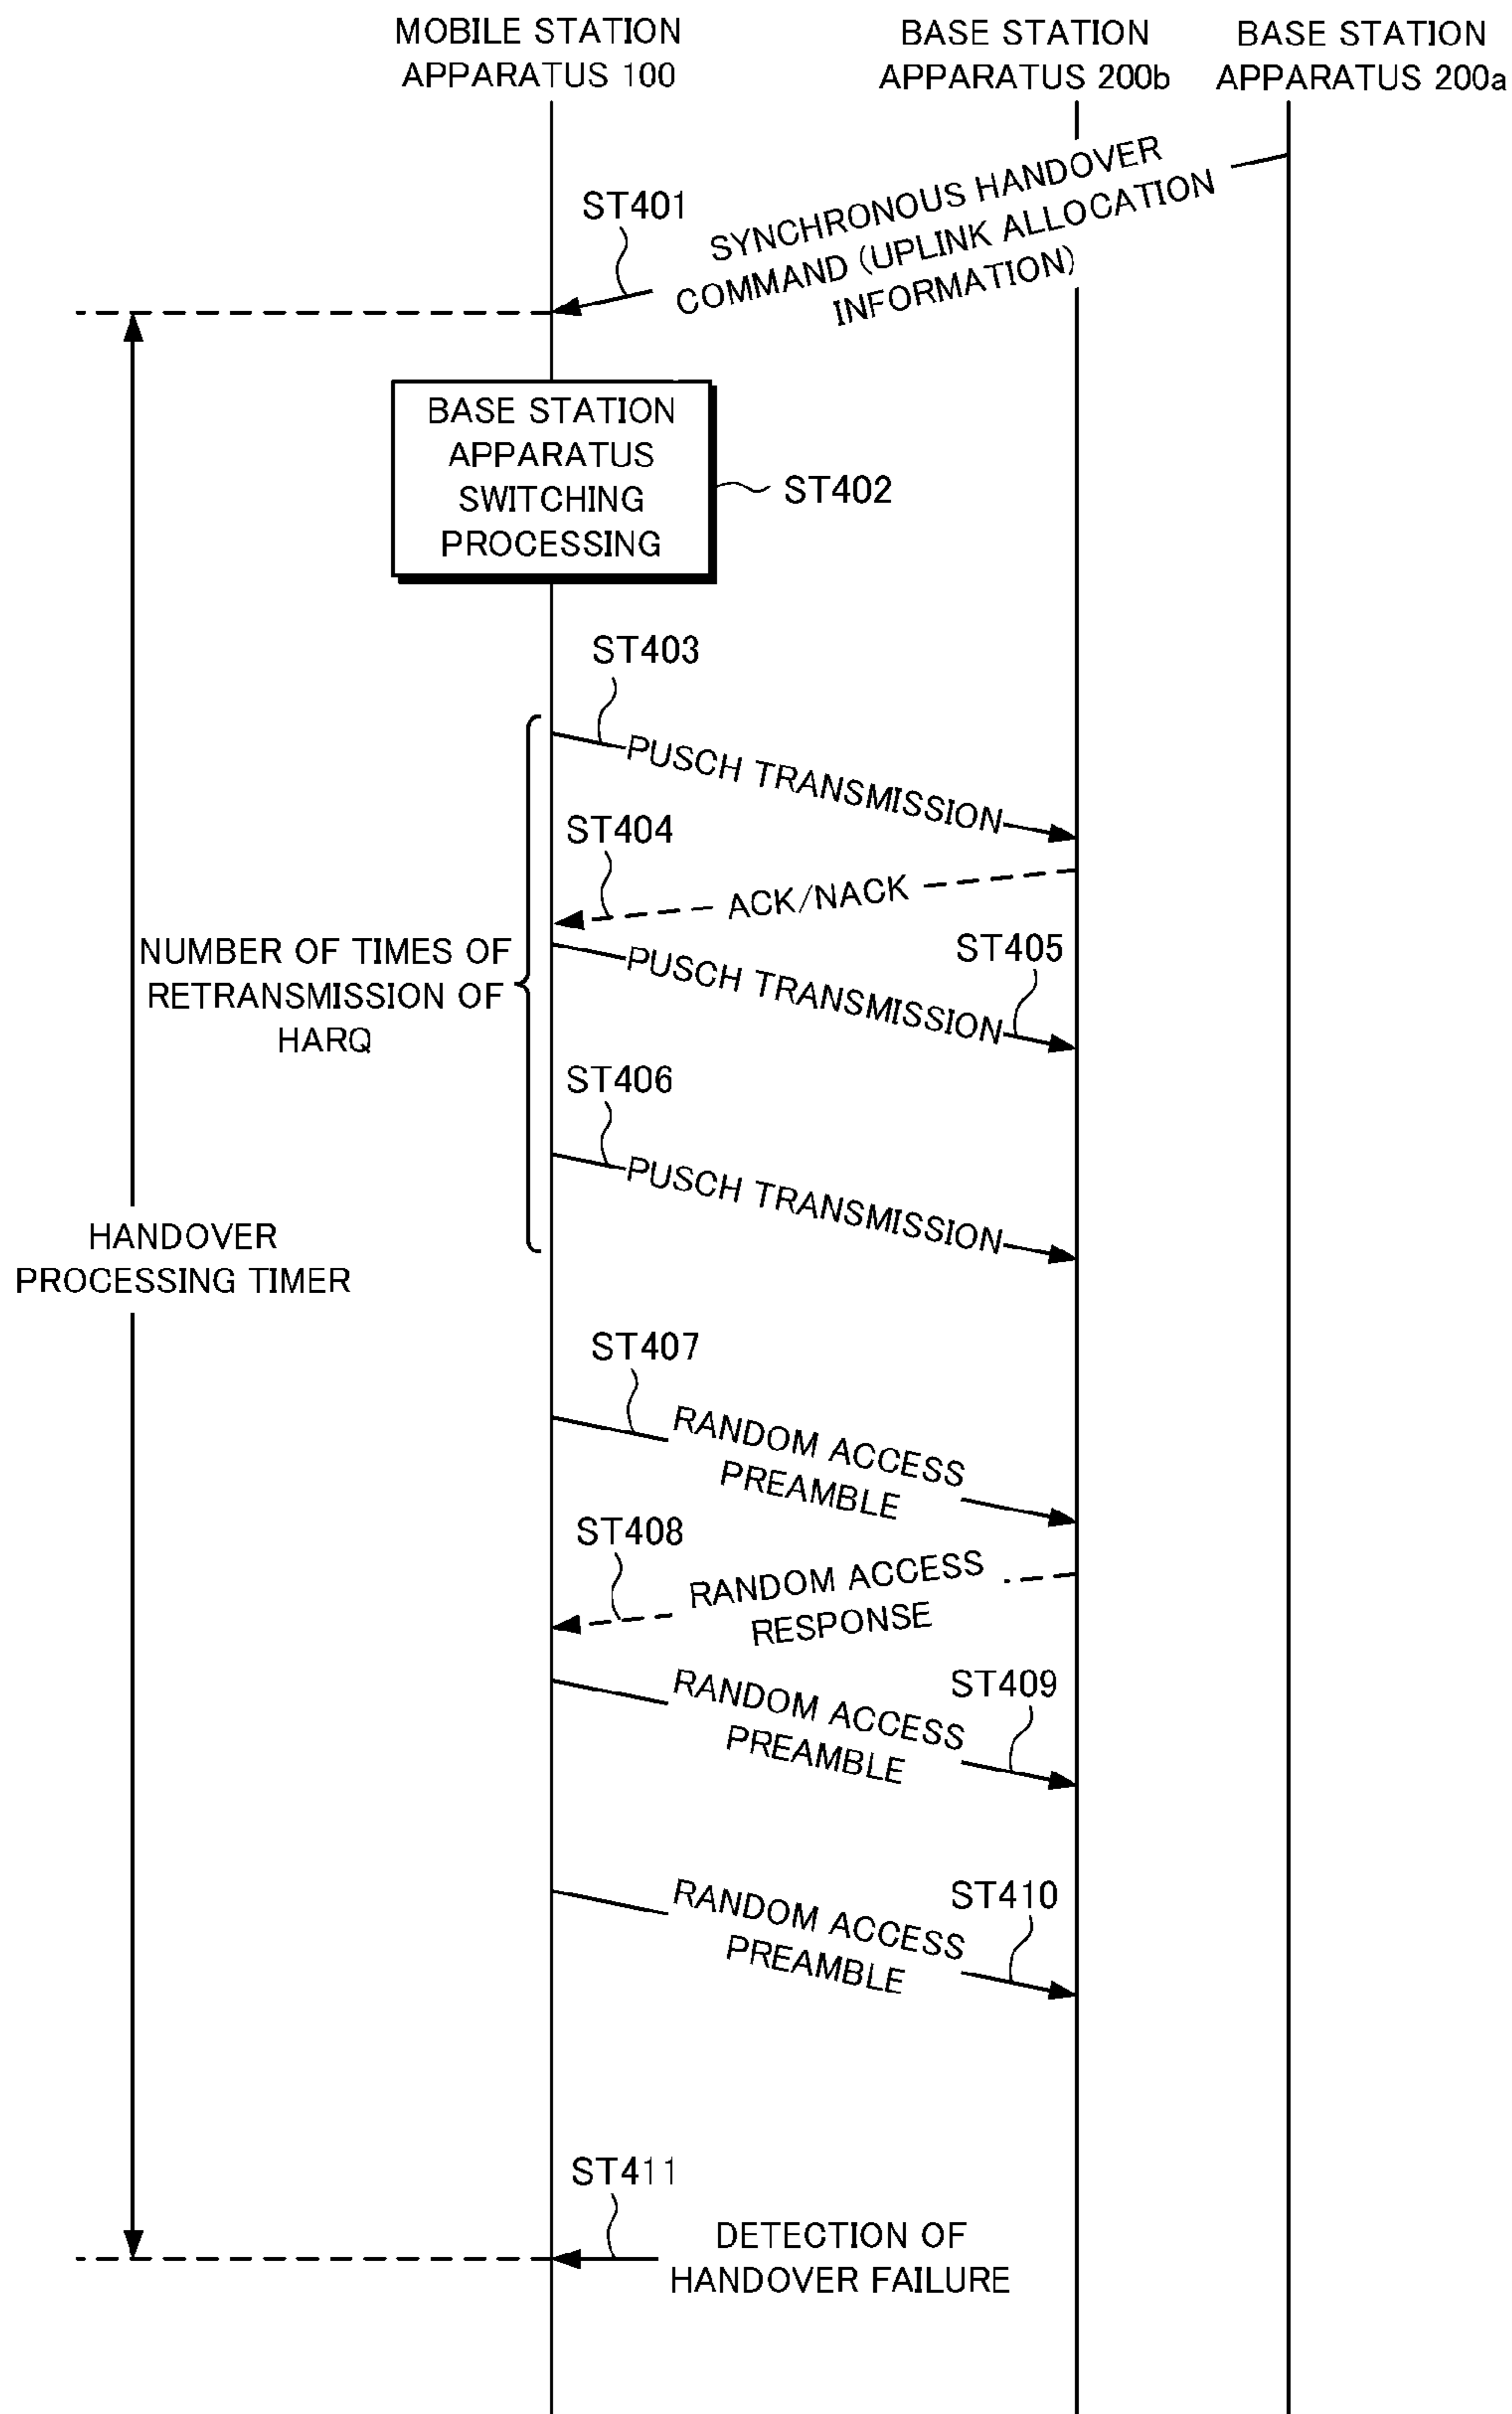 MOBILE STATION
APPARATUS 100
BASE STATION
APPARATUS 200b
BASE STATION
APPARATUS 200a
ST401
SYNCHRONOUS HANDOVER
COMMAND (UPLINK ALLOCATION
INFORMATION)
BASE STATION
APPARATUS
SWITCHING
PROCESSING
ST402
ST403
PUSCH TRANSMISSION
ST404
ACK/NACK
NUMBER OF TIMES OF
RETRANSMISSION OF
HARQ
PUSCH TRANSMISSION
ST405
ST406
PUSCH TRANSMISSION
HANDOVER
PROCESSING TIMER
ST407
RANDOM ACCESS
PREAMBLE
ST408
RANDOM ACCESS
RESPONSE
RANDOM ACCESS
PREAMBLE
ST409
RANDOM ACCESS
PREAMBLE
ST410
ST411
DETECTION OF
HANDOVER FAILURE